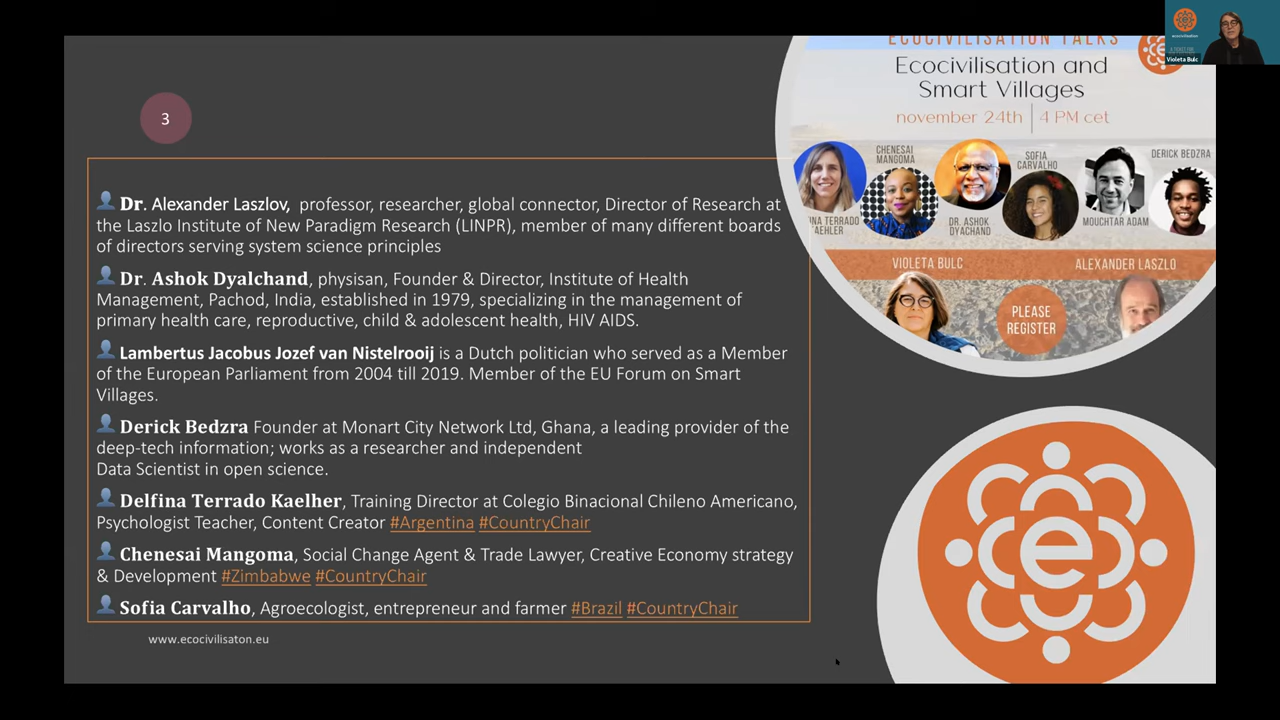 3
Dr. Alexander Laszlov, professor, researcher, global connector, Director of Research at
the Laszlo Institute of New Paradigm Research (LINPR), member of many different boards
of directors serving system science principles
Dr. Ashok Dyalchand, physisan, Founder & Director, Institute of Health
Management, Pachod, India, established in 1979, specializing in the management of
primary health care, reproductive, child & adolescent health, HIV AIDS.
Lambertus Jacobus Jozef van Nistelrooij is a Dutch politician who served as a Member
of the European Parliament from 2004 till 2019. Member of the EU Forum on Smart
Villages.
Derick Bedzra Founder at Monart City Network Ltd, Ghana, a leading provider of the
deep-tech information; works as a researcher and independent
Data Scientist in open science.
Delfina Terrado Kaelher, Training Director at Colegio Binacional Chileno Americano,
Psychologist Teacher, Content Creator #Argentina #CountryChair
Chenesai Mangoma, Social Change Agent & Trade Lawyer, Creative Economy strategy
& Development #Zimbabwe #CountryChair
Sofia Carvalho, Agroecologist, entrepreneur and farmer #Brazil #CountryChair
www.ecocivilisaton.eu
ECOCIVILISATION TALKS
Ecocivilisation and
Smart Villages
november 24th | 4 PM cet
CHENESAI
MANGOMA
SOFIA
CARVALHO
DERICK BEDZRA
INA TERRADO
AEHLER
DR. ASHOK
DYACHAND
MOUCHTAR ADAM
VIOLETA BULC
ALEXANDER LASZLO
PLEASE
REGISTER
e
ecocivilisation
Violeta Bulc